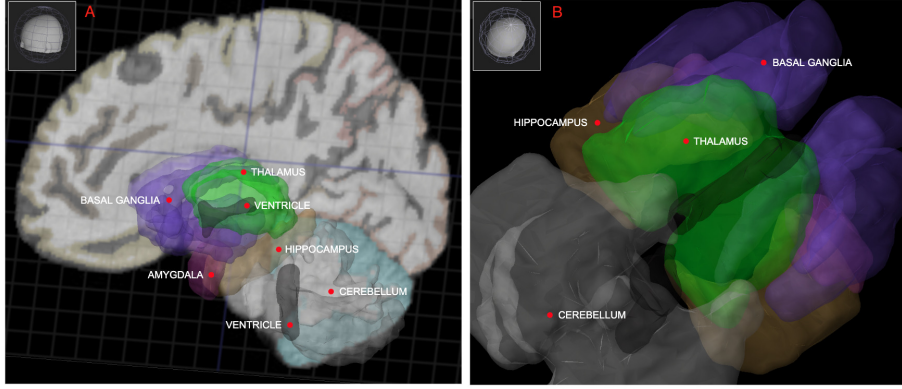 A
THALAMUS
BASAL GANGLIA
VENTRICLE
HIPPOCAMPUS
AMYGDALA
CEREBELLUM
VENTRICLE
B
BASAL GANGLIA
HIPPOCAMPUS
THALAMUS
CEREBELLUM